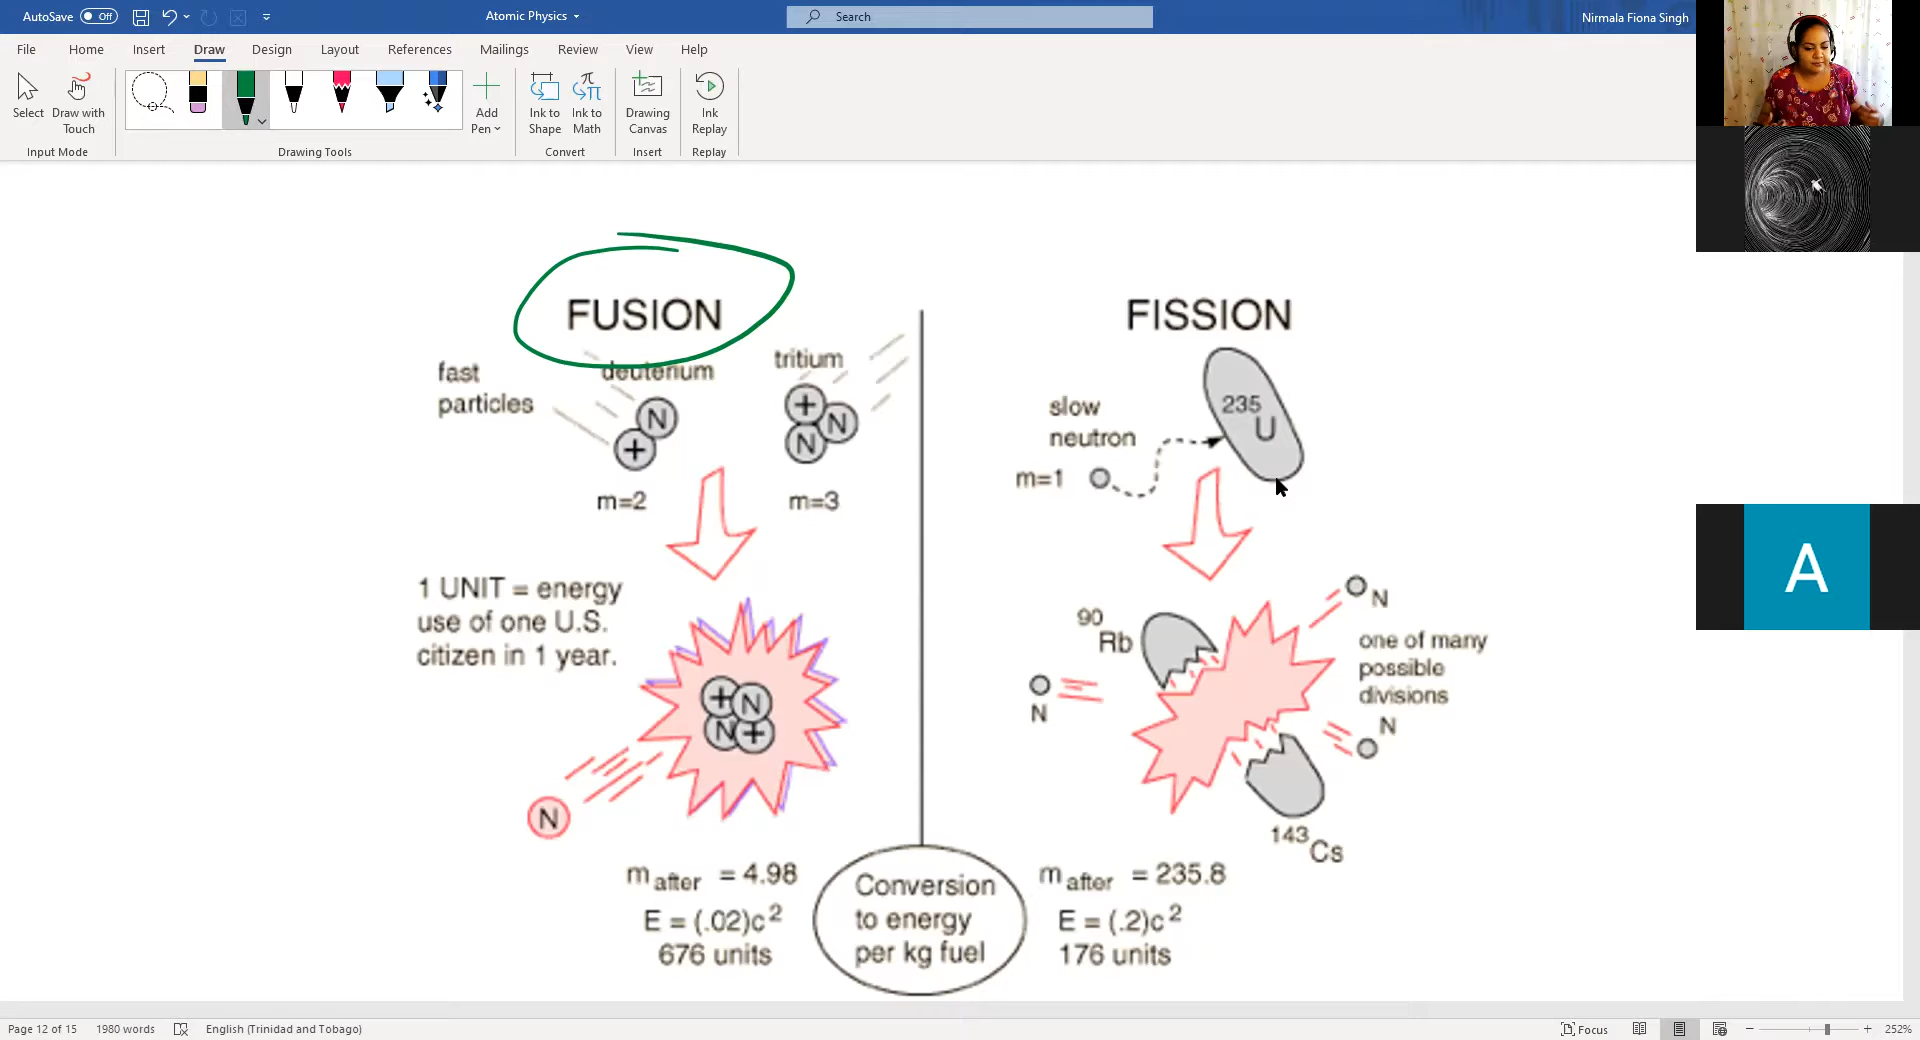 AutoSave Off
Atomic Physics
Search
Nirmala Fiona Singh
File Home Insert Draw Design Layout References Mailings Review View Help
Select
Draw with Touch
Add Pen
Ink to Shape
Ink to Math
Drawing Canvas
Ink Replay
Input Mode
Drawing Tools
Convert
Insert
Replay
FUSION
fast
particles
deuterium
tritium
N
+
+
N
N
m=2
m=3
1 UNIT = energy
use of one U.S.
citizen in 1 year.
+ N
N +
N
m after = 4.98
E = (.02)c²
676 units
Conversion
to energy
per kg fuel
FISSION
slow
neutron
m=1
235
U
90
Rb
N
N
one of many
possible
divisions
N
143
Cs
m after = 235.8
E = (.2)c²
176 units
A
Page 12 of 15 1980 words English (Trinidad and Tobago)
Focus
252%